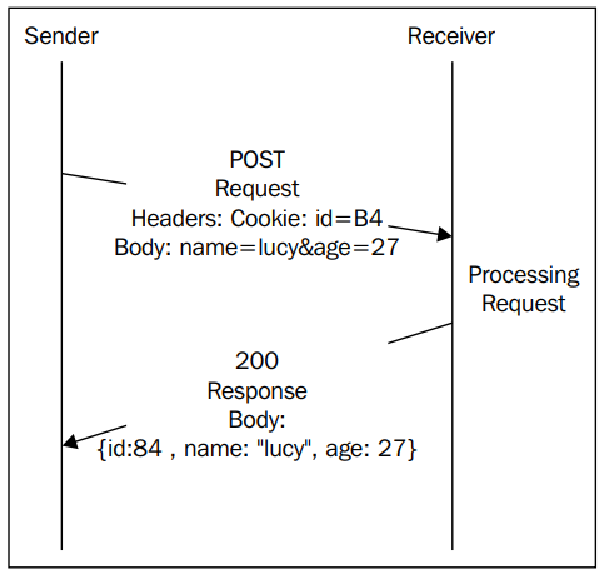 Sender
Receiver
POST
Request
Headers: Cookie: id=B4
Body: name=lucy&age=27
Processing
Request
200
Response
Body:
{id:84 , name: "lucy", age: 27}